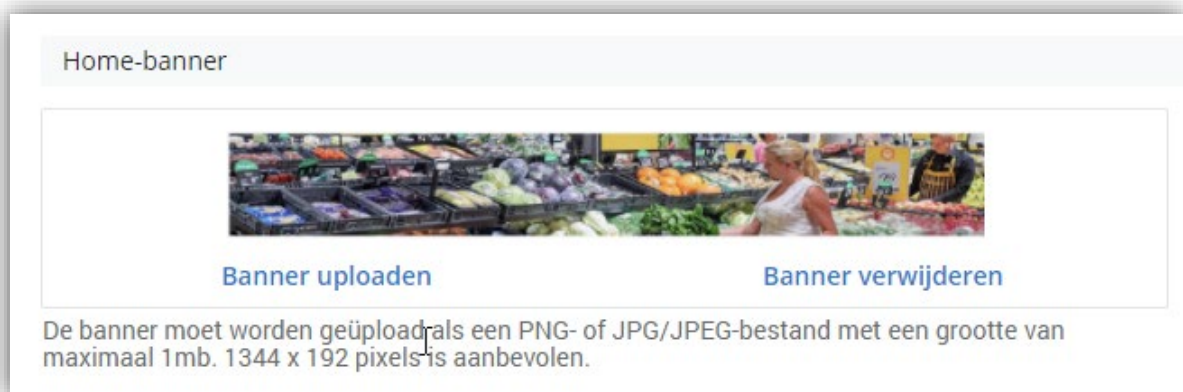 Home-banner
Banner uploaden
Banner verwijderen
De banner moet worden geüpload als een PNG- of JPG/JPEG-bestand met een grootte van
maximaal 1mb. 1344 x 192 pixels is aanbevolen.